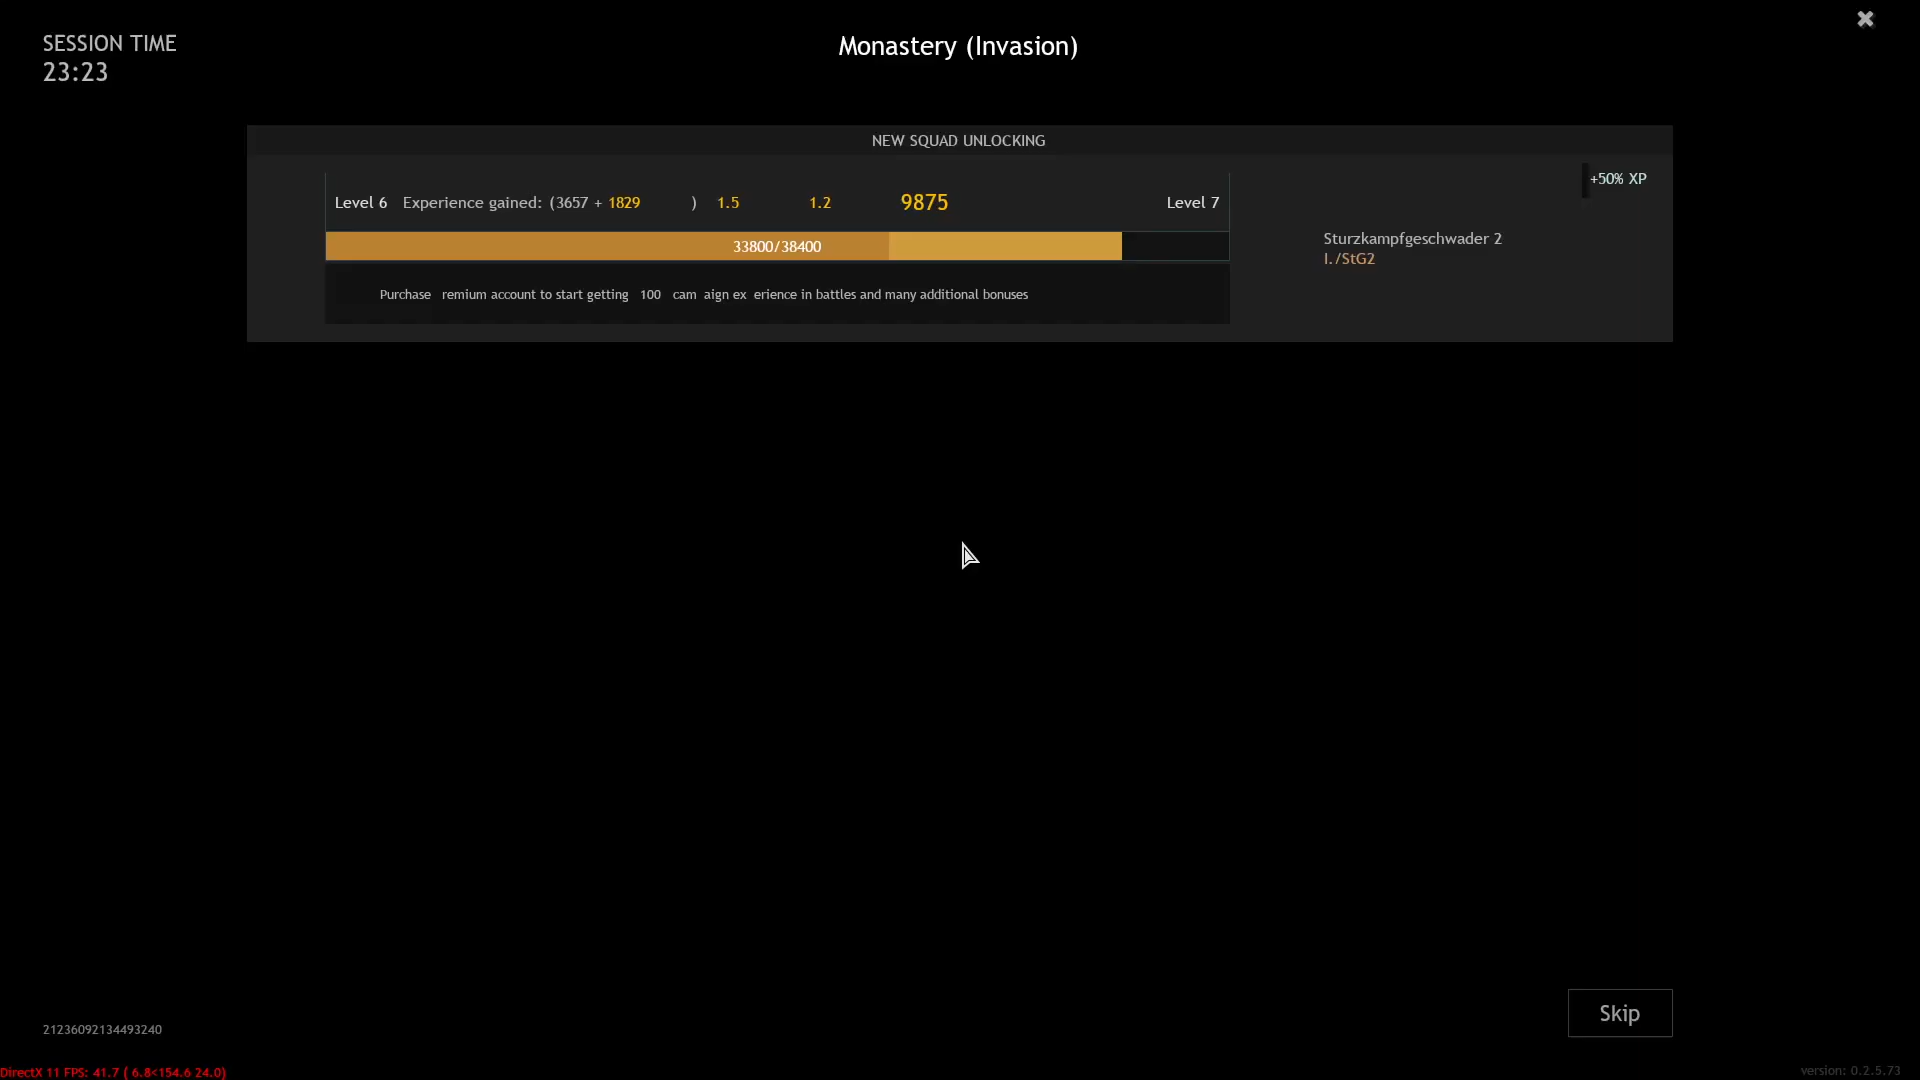 SESSION TIME
23:23
Monastery (Invasion)
NEW SQUAD UNLOCKING
Level 6 Experience gained: (3657 + 1829 ) 1.5 1.2 9875 Level 7
+50% XP
33800/38400
Sturzkampfgeschwader 2
I./StG2
Purchase remium account to start getting 100 cam aign ex erience in battles and many additional bonuses
Skip
21236092134493240
DirectX 11 FPS: 41.7 ( 6.8<154.6 24.0)
version: 0.2.5.73